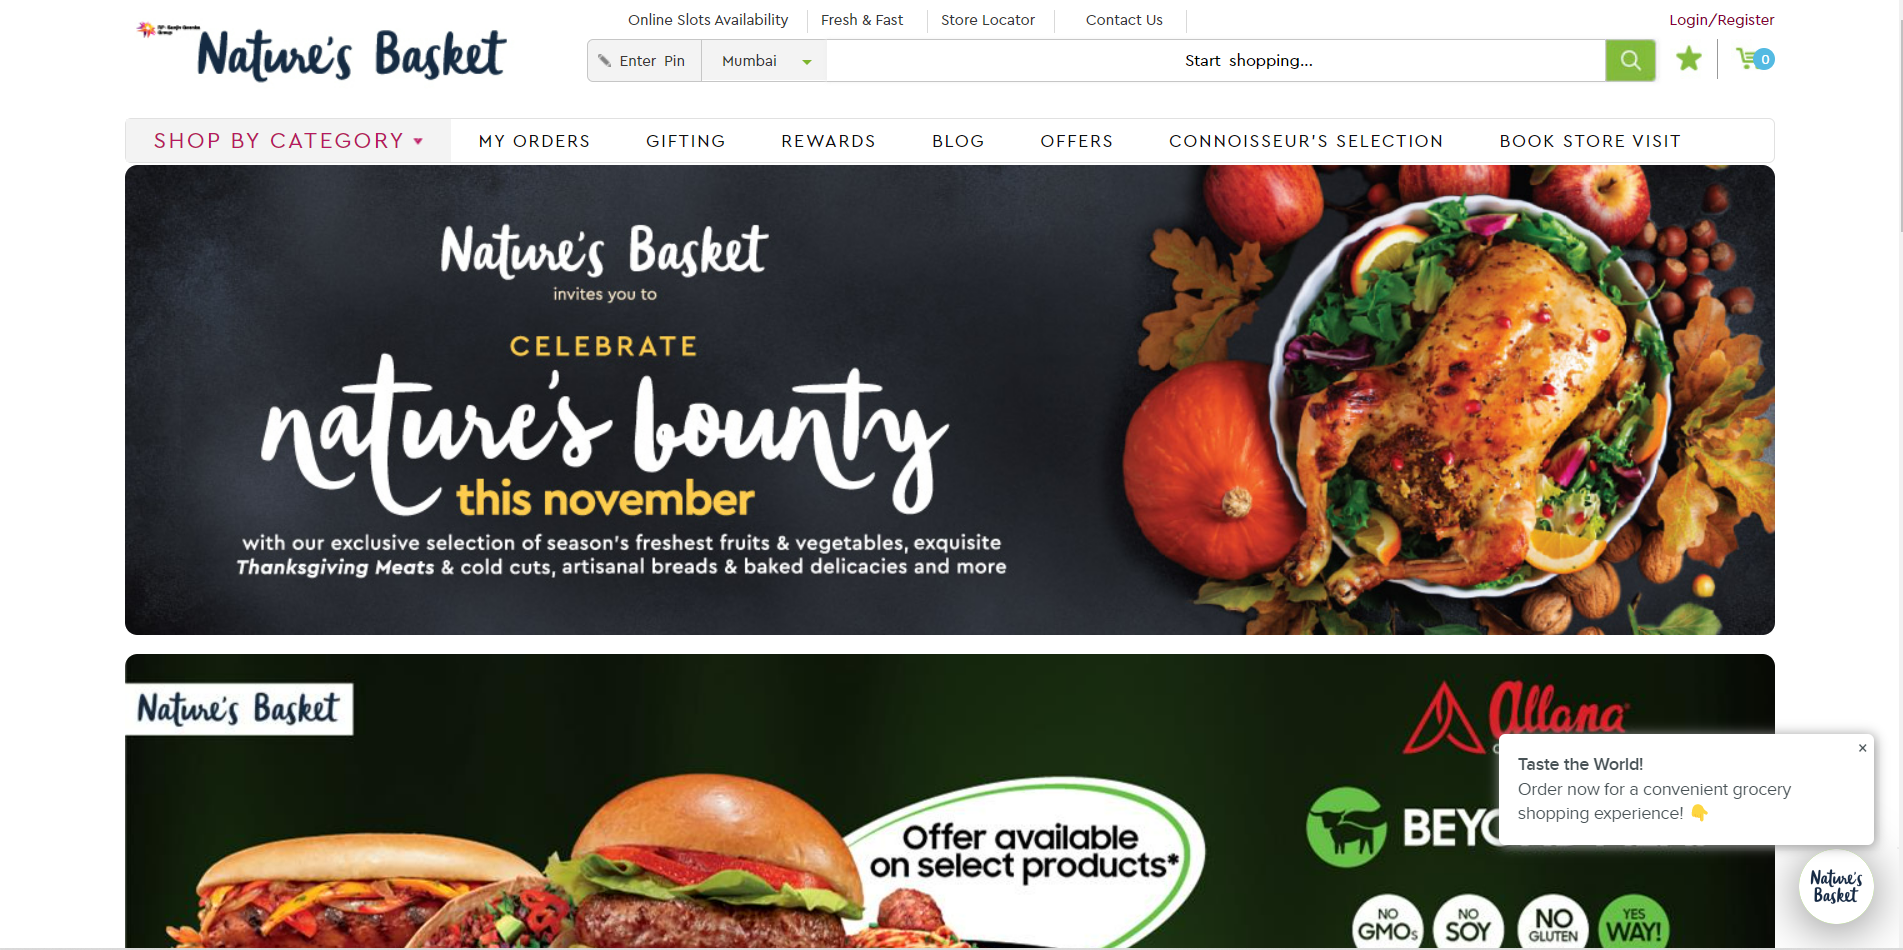 Online Slots Availability
Fresh & Fast
Store Locator
Contact Us
Login/Register
RP-Sanjiv Goenka
Group
Nature's Basket
Enter Pin
Mumbai
Start shopping...
0
SHOP BY CATEGORY
MY ORDERS
GIFTING
REWARDS
BLOG
OFFERS
CONNOISSEUR'S SELECTION
BOOK STORE VISIT
Nature's Basket
invites you to
CELEBRATE
nature's bounty
this november
with our exclusive selection of season's freshest fruits & vegetables, exquisite
Thanksgiving Meats & cold cuts, artisanal breads & baked delicacies and more
Nature's Basket
allana
Taste the World!
Order now for a convenient grocery
shopping experience! 👇
Offer available
on select products*
NO
GMOs
NO
SOY
NO
GLUTEN
YES
WAY!
Nature's
Basket